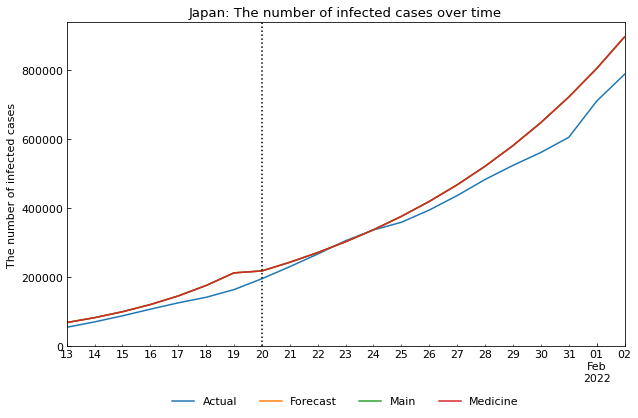 Japan: The number of infected cases over time
The number of infected cases
800000
600000
400000
200000
0
13 14 15 16 17 18 19 20 21 22 23 24 25 26 27 28 29 30 31 01 02
Feb
2022
Actual Forecast Main Medicine